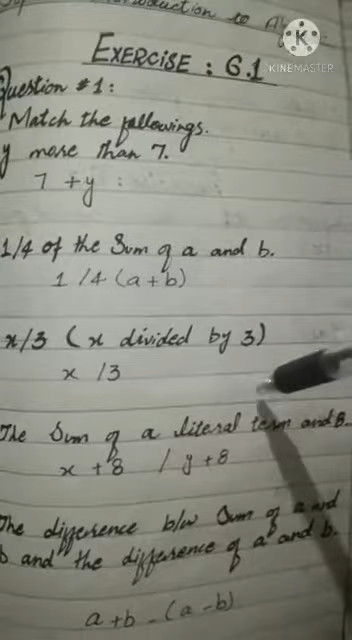 Introduction to
KINEMASTER
EXERCISE : 6.1
Question # 1:
Match the followings.
y more than 7.
7 + y :
1/4 of the Sum of a and b.
1/4 (a+b)
x/3 (x divided by 3)
x /3
The Sum of a literal term and 8.
x + 8 / y + 8
The difference b/w Sum of a and
b and the difference of a and b.
a + b - (a - b)